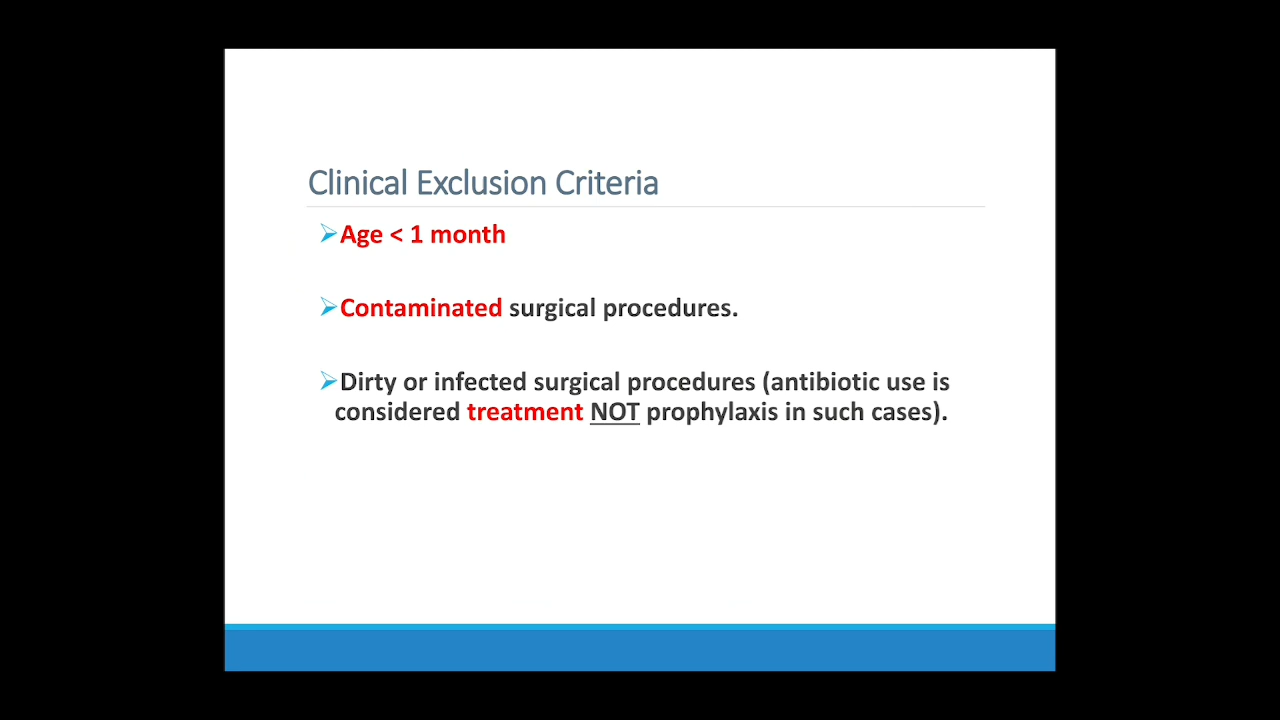 Clinical Exclusion Criteria
Age < 1 month
Contaminated surgical procedures.
Dirty or infected surgical procedures (antibiotic use is
considered treatment NOT prophylaxis in such cases).